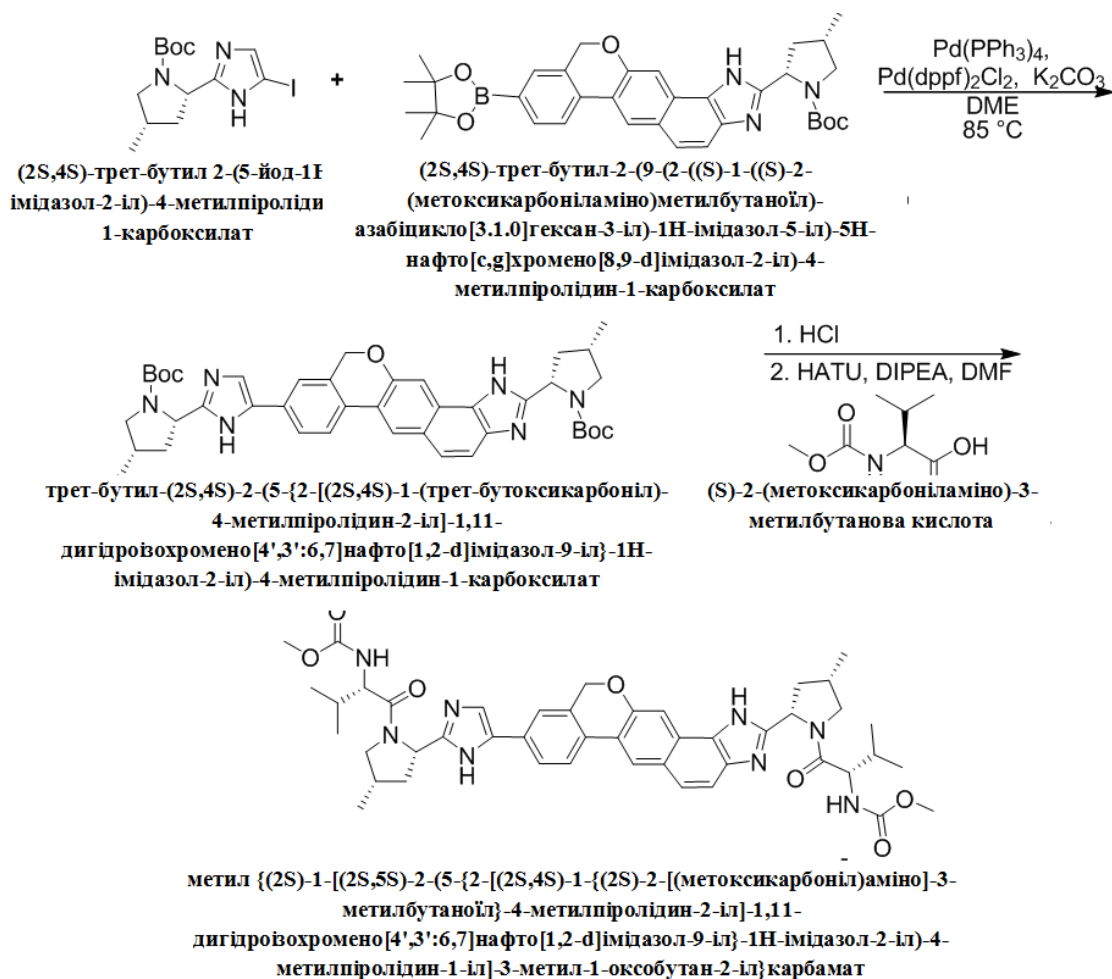 Boc
N
N
I
N
H
+
O
O
B
O
H
N
N
N
Boc
Pd(PPh3)4,
Pd(dppf)2Cl2, K2CO3
DME
85 °C
(2S,4S)-трет-бутил 2-(5-йод-1H
імідазол-2-іл)-4-метилпіроліди
1-карбоксилат
(2S,4S)-трет-бутил-2-(9-(2-((S)-1-((S)-2-
(метоксикарбоніламіно)метилбутаноїл)-
азабіцикло[3.1.0]гексан-3-іл)-1H-імідазол-5-іл)-5H-
нафто[c,g]хромено[8,9-d]імідазол-2-іл)-4-
метилпіролідин-1-карбоксилат
Boc
N
N
N
H
O
H
N
N
N
Boc
1. HCl
2. HATU, DIPEA, DMF
O
O
N
OH
трет-бутил-(2S,4S)-2-(5-{2-[(2S,4S)-1-(трет-бутоксикарбоніл)-
4-метилпіролідин-2-іл]-1,11-
дигідроізохромено[4',3':6,7]нафто[1,2-d]імідазол-9-іл}-1H-
імідазол-2-іл)-4-метилпіролідин-1-карбоксилат
(S)-2-(метоксикарбоніламіно)-3-
метилбутанова кислота
O
O
NH
O
N
N
N
H
O
H
N
N
N
O
HN
O
O
метил {(2S)-1-[(2S,5S)-2-(5-{2-[(2S,4S)-1-{(2S)-2-[(метоксикарбоніл)аміно]-3-
метилбутаноїл}-4-метилпіролідин-2-іл]-1,11-
дигідроізохромено[4',3':6,7]нафто[1,2-d]імідазол-9-іл}-1H-імідазол-2-іл)-4-
метилпіролідин-1-іл]-3-метил-1-оксобутан-2-іл}карбамат